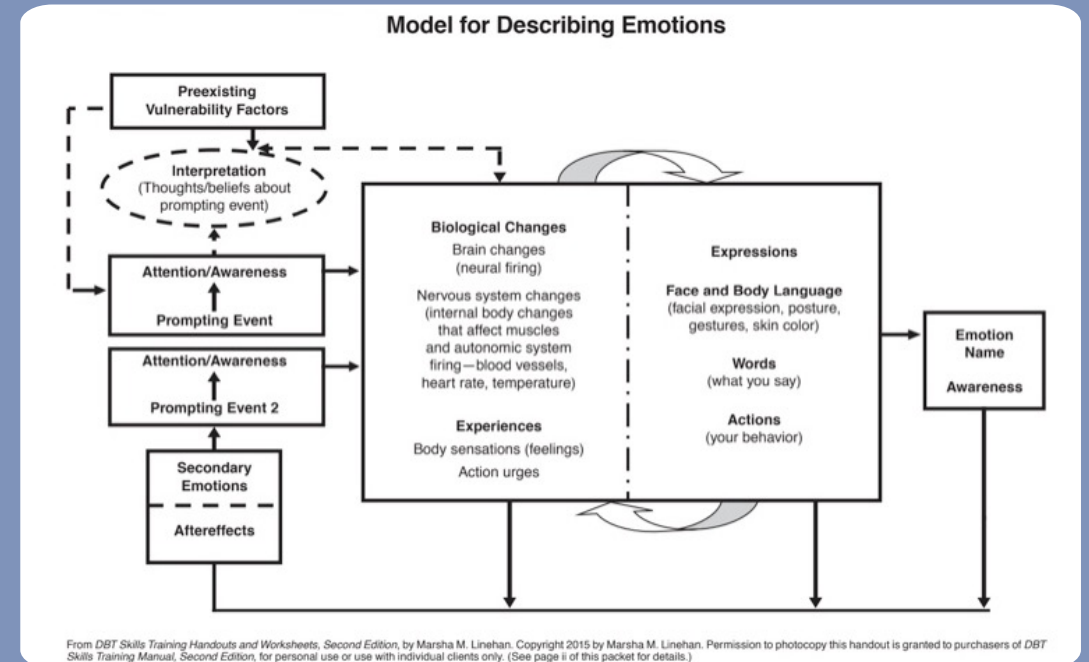 Model for Describing Emotions
Preexisting
Vulnerability Factors
Interpretation
(Thoughts/beliefs about
prompting event)
Attention/Awareness
Prompting Event
Attention/Awareness
Prompting Event 2
Secondary
Emotions
Aftereffects
Biological Changes
Brain changes
(neural firing)
Nervous system changes
(internal body changes
that affect muscles
and autonomic system
firing—blood vessels,
heart rate, temperature)
Experiences
Body sensations (feelings)
Action urges
Expressions
Face and Body Language
(facial expression, posture,
gestures, skin color)
Words
(what you say)
Actions
(your behavior)
Emotion
Name
Awareness
From DBT Skills Training Handouts and Worksheets, Second Edition, by Marsha M. Linehan. Copyright 2015 by Marsha M. Linehan. Permission to photocopy this handout is granted to purchasers of DBT
Skills Training Manual, Second Edition, for personal use or use with individual clients only. (See page ii of this packet for details.)